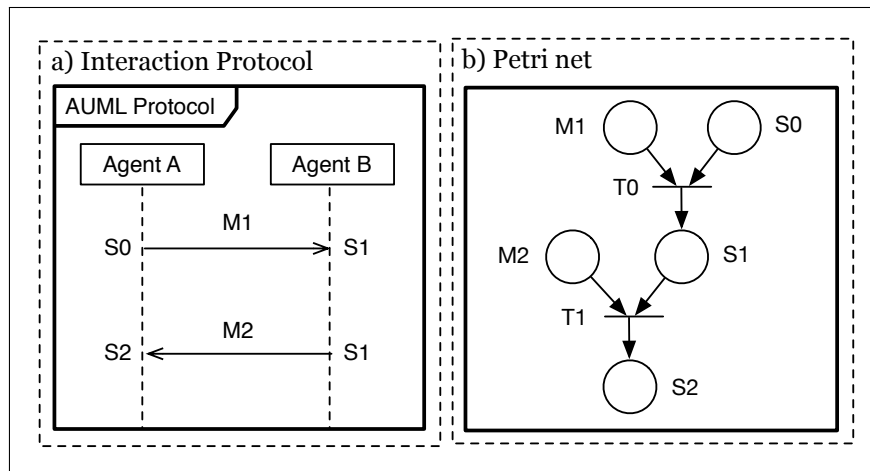 a) Interaction Protocol
AUML Protocol
Agent A Agent B
M1
S0 S1
M2
S2 S1
b) Petri net
M1 S0
T0
M2 S1
T1
S2